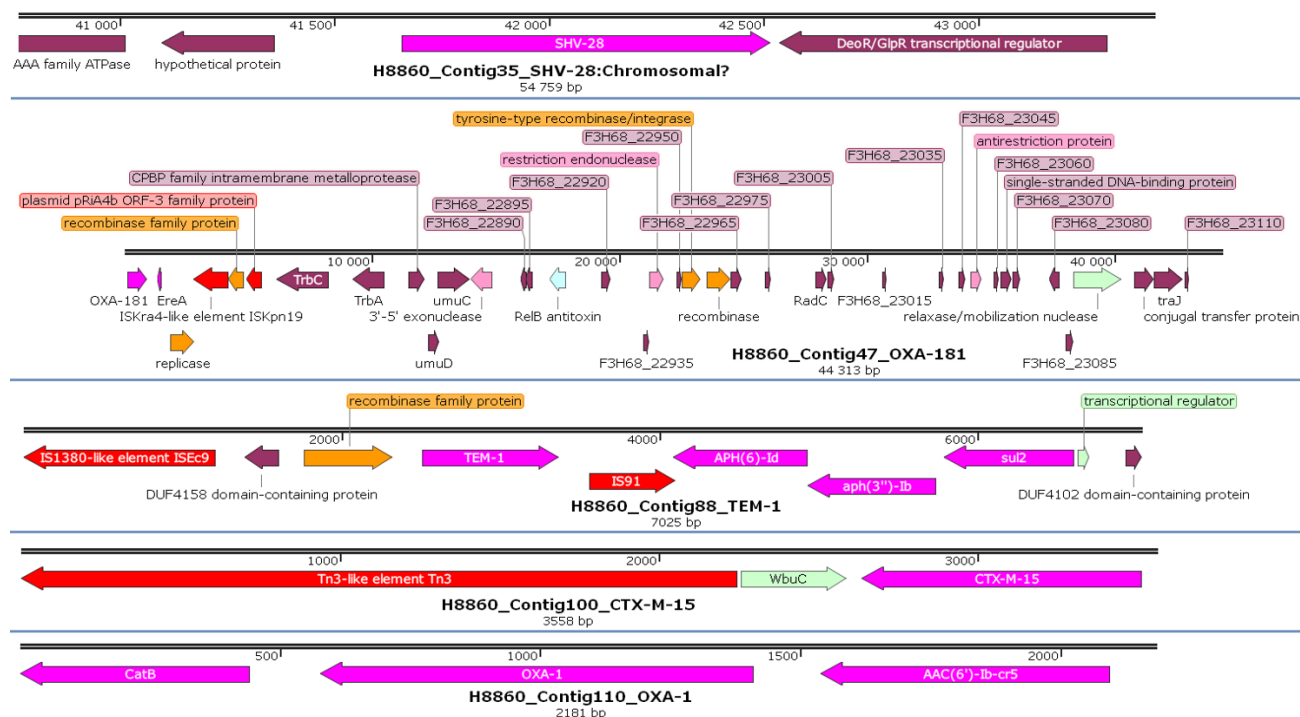 41 000 41 500 42 000 42 500 43 000
SHV-28 DeoR/GlpR transcriptional regulator
AAA family ATPase hypothetical protein
H8860_Contig35_SHV-28:Chromosomal?
54 759 bp
F3H68_23045
tyrosine-type recombinase/integrase
F3H68_22950 antirestriction protein
restriction endonuclease F3H68_23035 F3H68_23060
CPBP family intramembrane metalloprotease F3H68_22920 F3H68_23005 single-stranded DNA-binding protein
plasmid pRiA4b ORF-3 family protein F3H68_22895 F3H68_22975 F3H68_23070
recombinase family protein F3H68_22890 F3H68_22965 F3H68_23080 F3H68_23110
10 000 20 000 30 000 40 000
TrbC
OXA-181 EreA TrbA umuC RadC F3H68_23015 traJ
ISKra4-like element ISKpn19 3'-5' exonuclease RelB antitoxin recombinase relaxase/mobilization nuclease conjugal transfer protein
replicase umuD F3H68_22935 F3H68_23085
H8860_Contig47_OXA-181
44 313 bp
recombinase family protein transcriptional regulator
2000 4000 6000
IS1380-like element ISEc9 TEM-1 APH(6)-Id sul2
IS91 aph(3'')-Ib
DUF4158 domain-containing protein DUF4102 domain-containing protein
H8860_Contig88_TEM-1
7025 bp
1000 2000 3000
Tn3-like element Tn3 WbuC CTX-M-15
H8860_Contig100_CTX-M-15
3558 bp
500 1000 1500 2000
CatB OXA-1 AAC(6')-Ib-cr5
H8860_Contig110_OXA-1
2181 bp